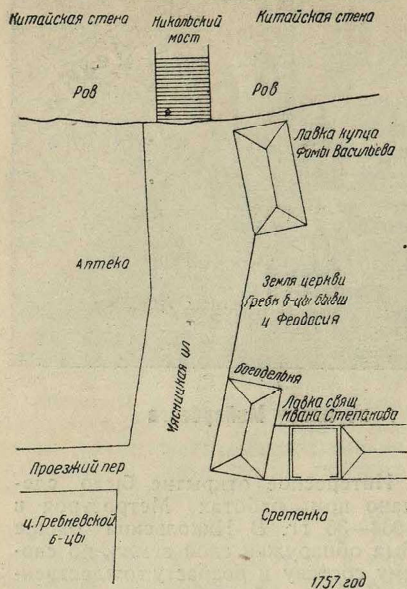 Китайская стена
Никольский
мост
Китайская стена
Ров
Ров
Лавка купца
Фомы Васильева
Аптека
Земля церкви
Гребн б-цы бывш
ц Феодасия
Мясницкая ул
богодельня
Лавка свящ
Ивана Степанова
Проезжий пер
Сретенка
ц. Гребневской
б-цы
1757 год